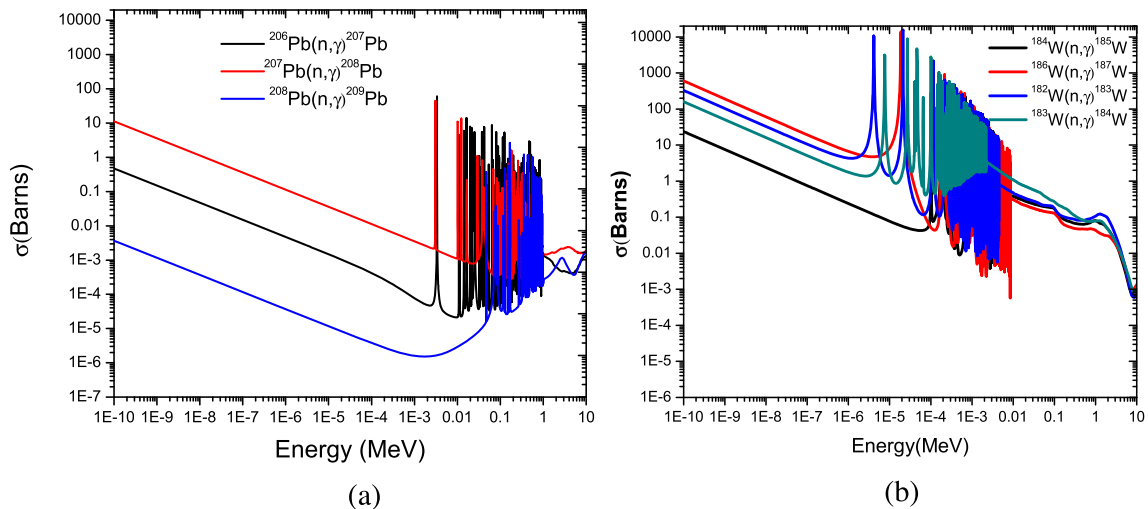 10000
1000
100
10
1
0.1
0.01
1E-3
1E-4
1E-5
1E-6
1E-7
σ(Barns)
²⁰⁶Pb(n,γ)²⁰⁷Pb
²⁰⁷Pb(n,γ)²⁰⁸Pb
²⁰⁸Pb(n,γ)²⁰⁹Pb
1E-10 1E-9 1E-8 1E-7 1E-6 1E-5 1E-4 1E-3 0.01 0.1 1 10
Energy (MeV)
(a)
10000
1000
100
10
1
0.1
0.01
1E-3
1E-4
1E-5
1E-6
σ(Barns)
¹⁸⁴W(n,γ)¹⁸⁵W
¹⁸⁶W(n,γ)¹⁸⁷W
¹⁸²W(n,γ)¹⁸³W
¹⁸³W(n,γ)¹⁸⁴W
1E-10 1E-9 1E-8 1E-7 1E-6 1E-5 1E-4 1E-3 0.01 0.1 1 10
Energy(MeV)
(b)